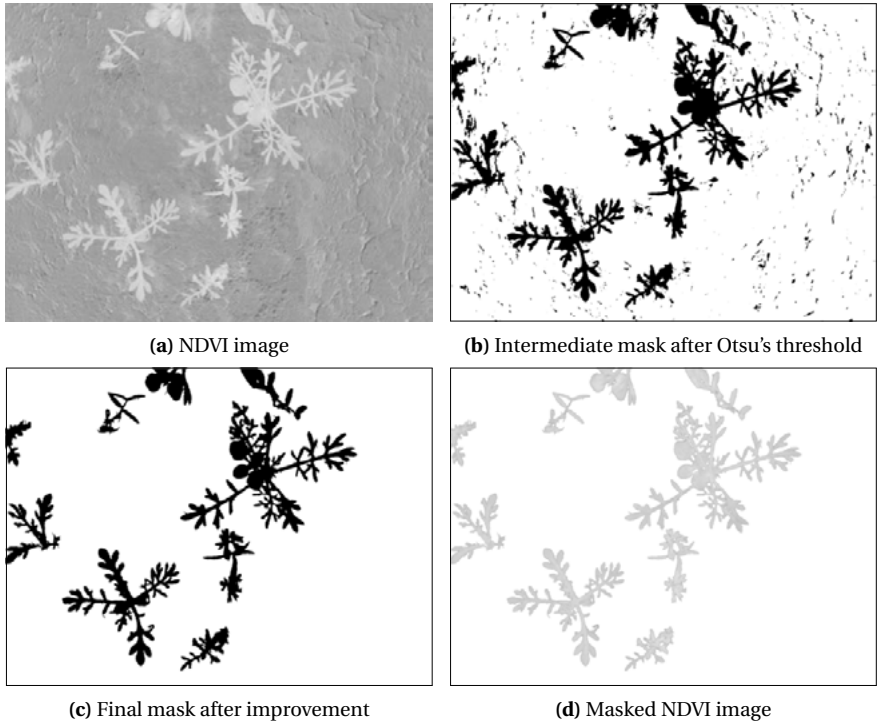 (a) NDVI image
(b) Intermediate mask after Otsu's threshold
(c) Final mask after improvement
(d) Masked NDVI image